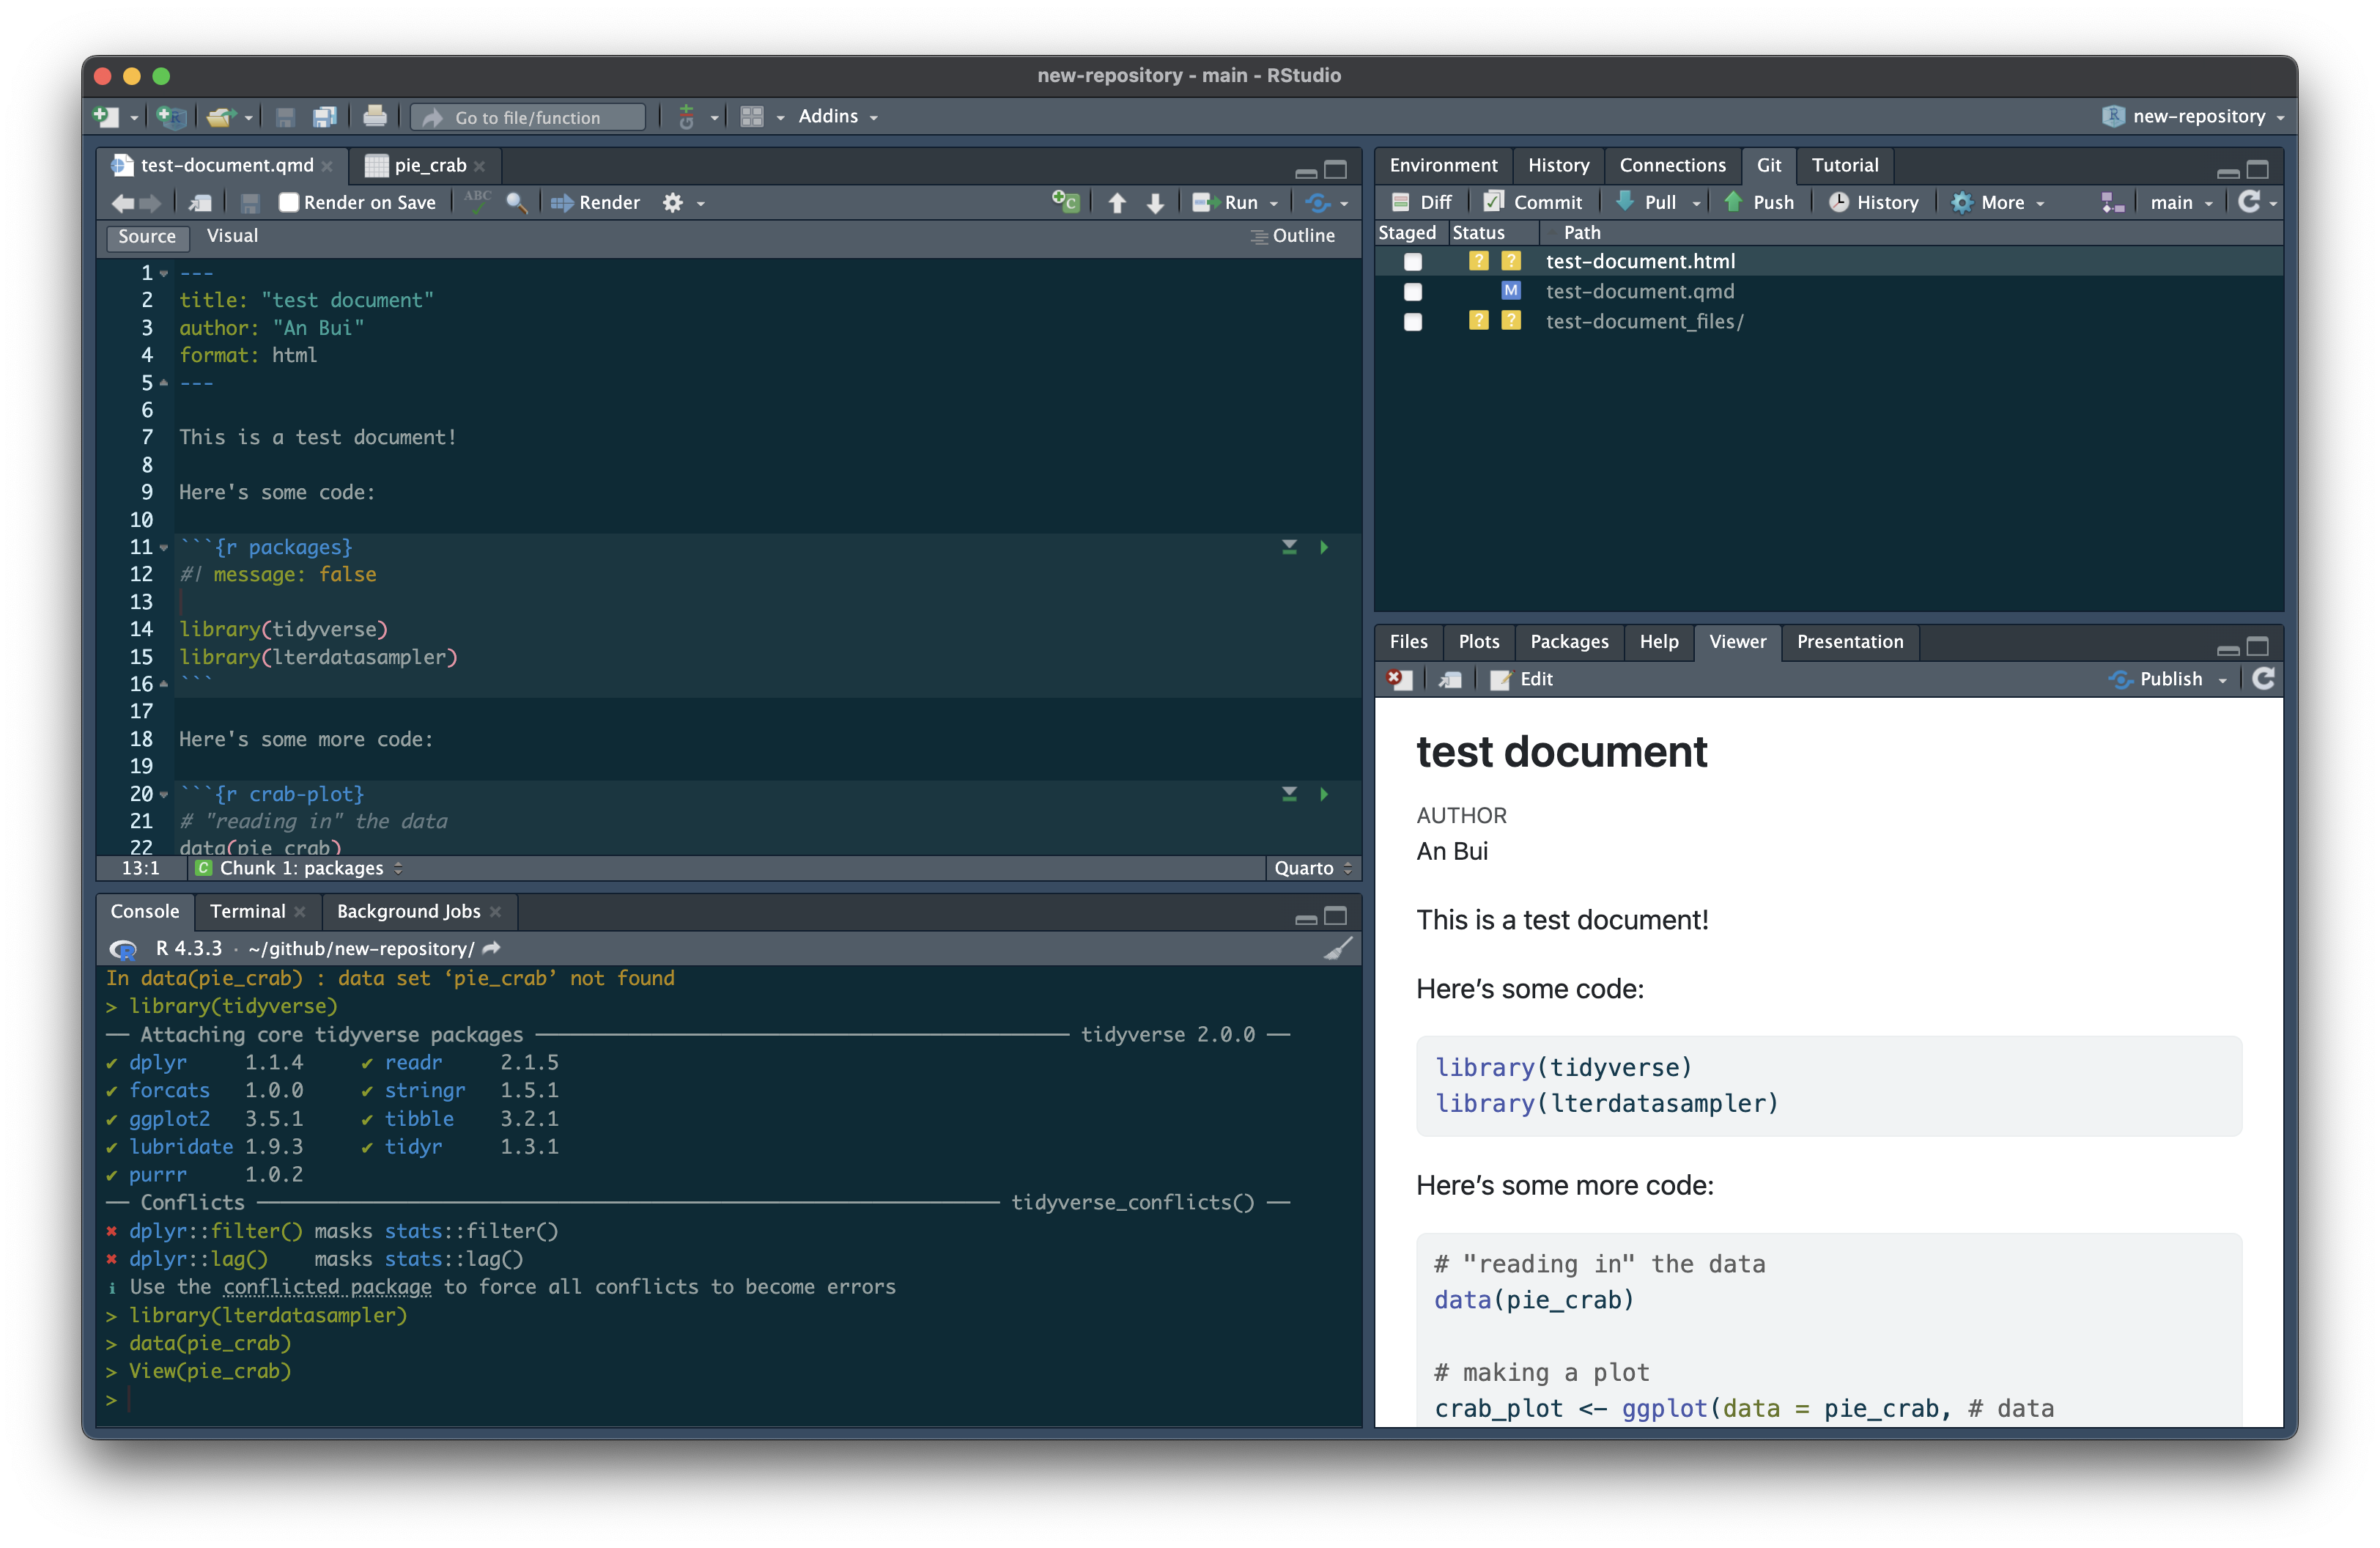 new-repository - main - RStudio
Go to file/function
Addins
new-repository
test-document.qmd
pie_crab
Render on Save
ABC
Render
Run
Source
Visual
Outline
1 ---
2 title: "test document"
3 author: "An Bui"
4 format: html
5 ---
6
7 This is a test document!
8
9 Here's some code:
10
11 ```{r packages}
12 #| message: false
13
14 library(tidyverse)
15 library(lterdatasampler)
16 ```
17
18 Here's some more code:
19
20 ```{r crab-plot}
21 # "reading in" the data
22 data(pie_crab)
13:1
C Chunk 1: packages
Quarto
Console
Terminal
Background Jobs
R 4.3.3 · ~/github/new-repository/
In data(pie_crab) : data set ‘pie_crab’ not found
> library(tidyverse)
── Attaching core tidyverse packages ── tidyverse 2.0.0 ──
✔ dplyr 1.1.4 ✔ readr 2.1.5
✔ forcats 1.0.0 ✔ stringr 1.5.1
✔ ggplot2 3.5.1 ✔ tibble 3.2.1
✔ lubridate 1.9.3 ✔ tidyr 1.3.1
✔ purrr 1.0.2
── Conflicts ── tidyverse_conflicts() ──
✖ dplyr::filter() masks stats::filter()
✖ dplyr::lag() masks stats::lag()
ℹ Use the conflicted package to force all conflicts to become errors
> library(lterdatasampler)
> data(pie_crab)
> View(pie_crab)
>
Environment
History
Connections
Git
Tutorial
Diff
Commit
Pull
Push
History
More
main
Staged Status Path
? ? test-document.html
M test-document.qmd
? ? test-document_files/
Files
Plots
Packages
Help
Viewer
Presentation
Edit
Publish
test document
AUTHOR
An Bui
This is a test document!
Here’s some code:
library(tidyverse)
library(lterdatasampler)
Here’s some more code:
# "reading in" the data
data(pie_crab)
# making a plot
crab_plot <- ggplot(data = pie_crab, # data